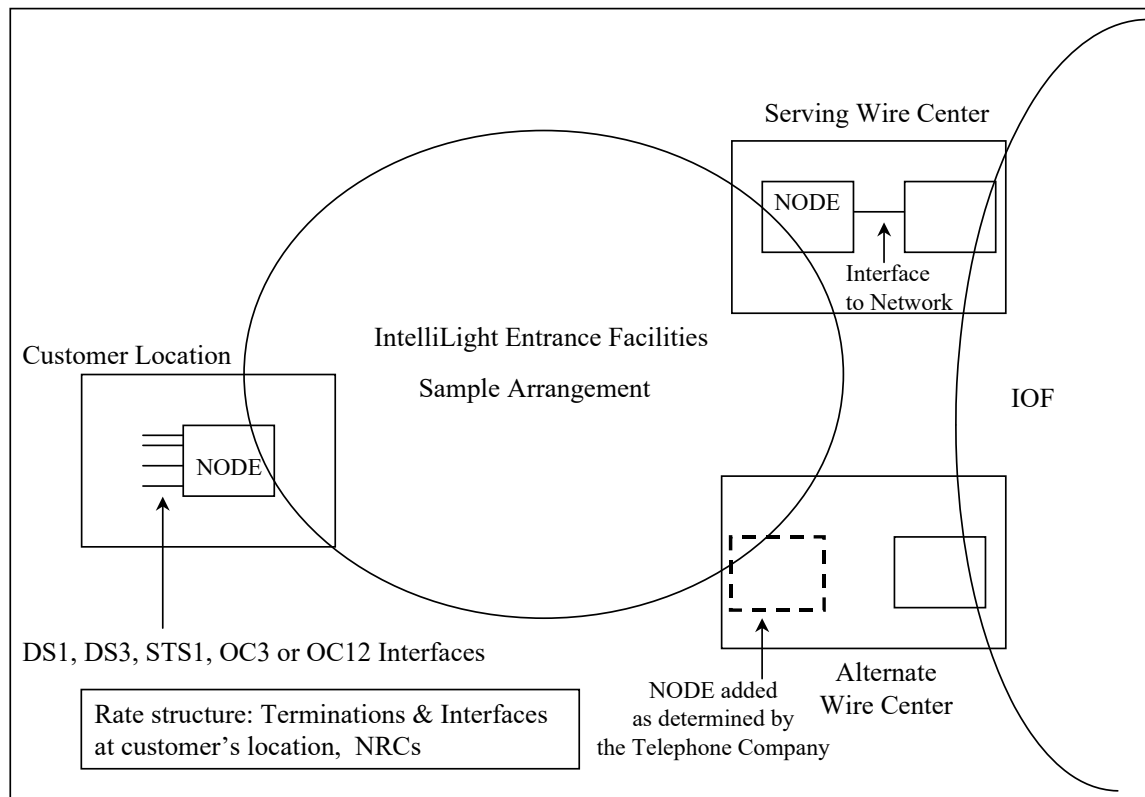 Serving Wire Center
NODE
Interface
to Network
IntelliLight Entrance Facilities
Sample Arrangement
Customer Location
IOF
NODE
DS1, DS3, STS1, OC3 or OC12 Interfaces
Alternate
Wire Center
NODE added
as determined by
the Telephone Company
Rate structure: Terminations & Interfaces
at customer’s location, NRCs